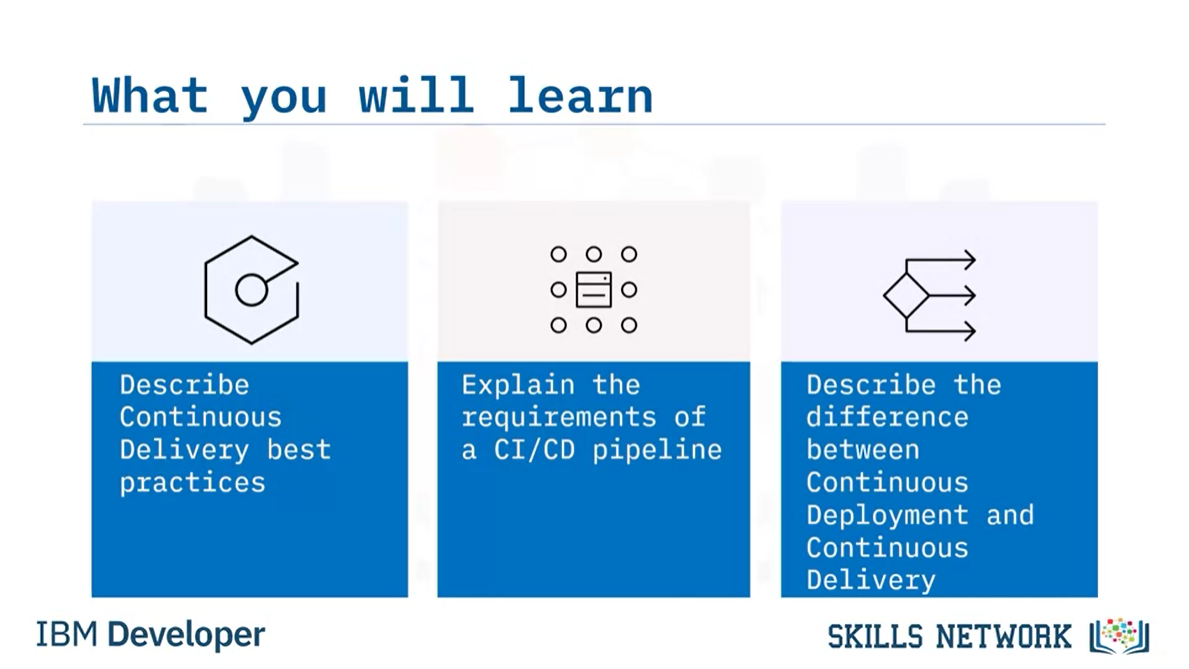 What you will learn
Describe
Continuous
Delivery best
practices
Explain the
requirements of
a CI/CD pipeline
Describe the
difference
between
Continuous
Deployment and
Continuous
Delivery
IBM Developer
SKILLS NETWORK